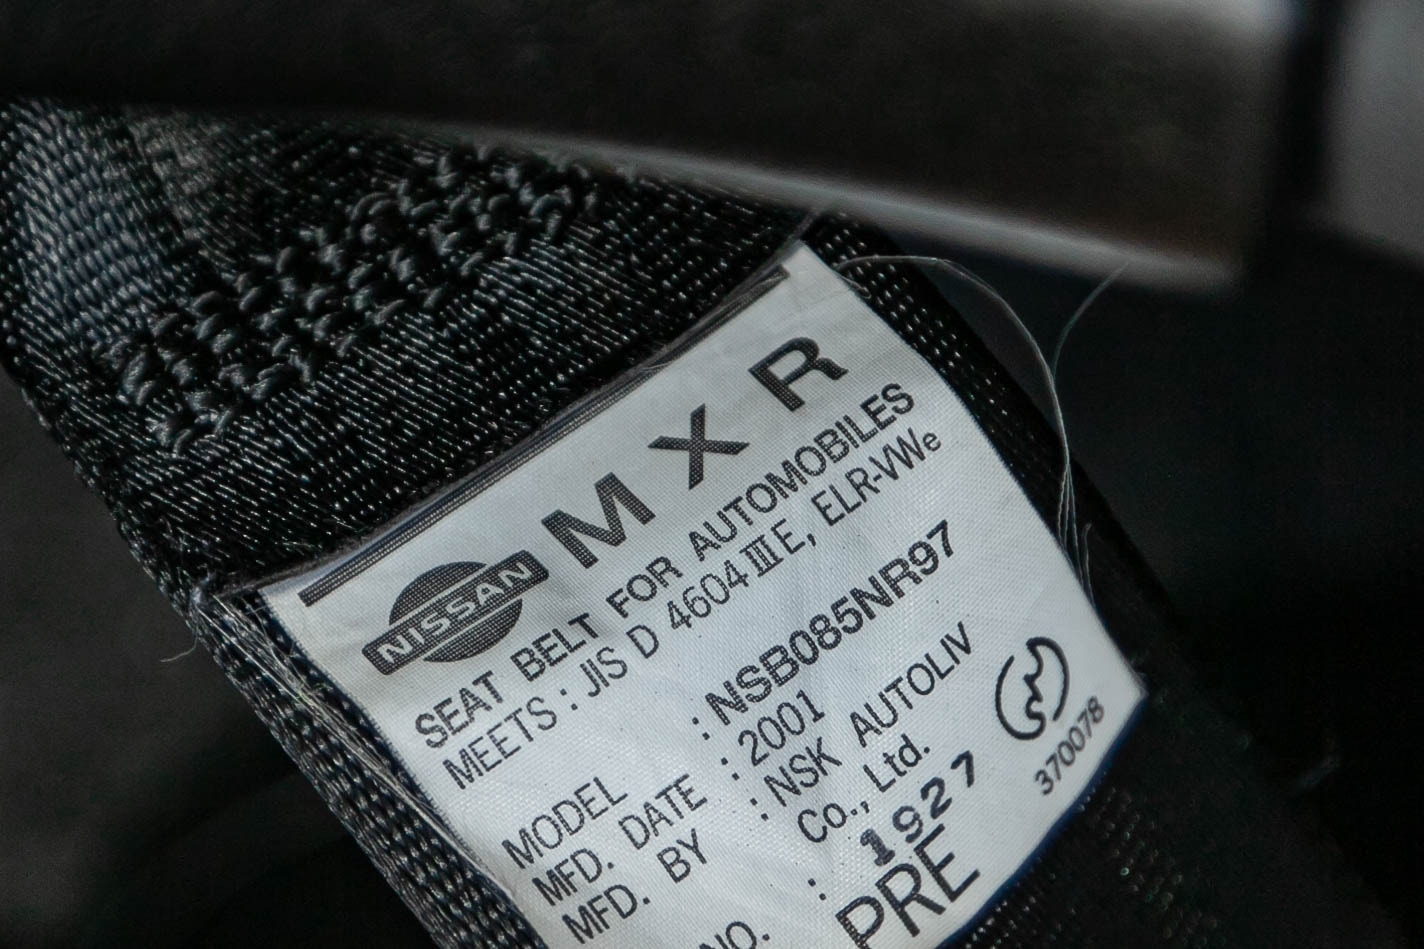 NISSAN MXR
SEAT BELT FOR AUTOMOBILES
MEETS : JIS D 4604 III E, ELR-VWe
MODEL : NSB085NR97
MFD. DATE : 2001
MFD. BY : NSK AUTOLIV
Co., Ltd.
NO. : 1927
PRE
370078